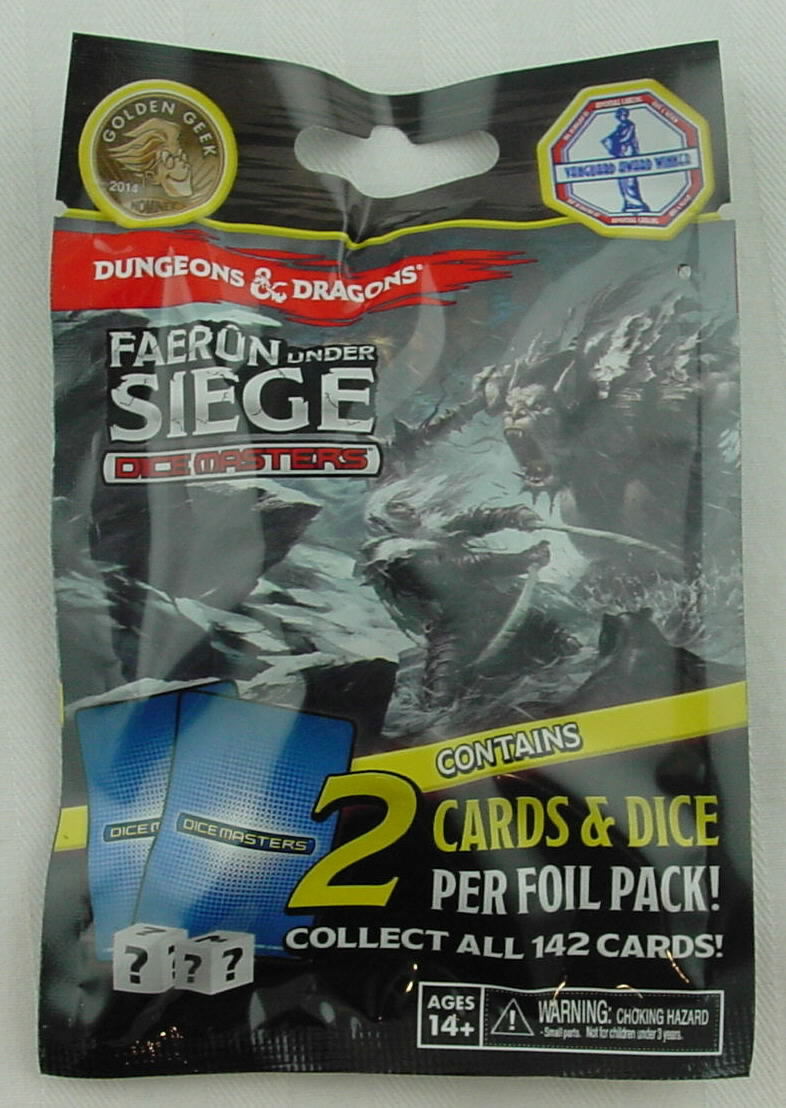 GOLDEN GEEK
2014
NOMINEE
VANGUARD AWARD WINNER
DUNGEONS & DRAGONS®
FAERÛN UNDER
SIEGE
DICE MASTERS
CONTAINS
2 CARDS & DICE
PER FOIL PACK!
COLLECT ALL 142 CARDS!
DICE M
DICE MASTERS
? ? ? ?
AGES
14+
WARNING: CHOKING HAZARD
-Small parts. Not for children under 3 years.